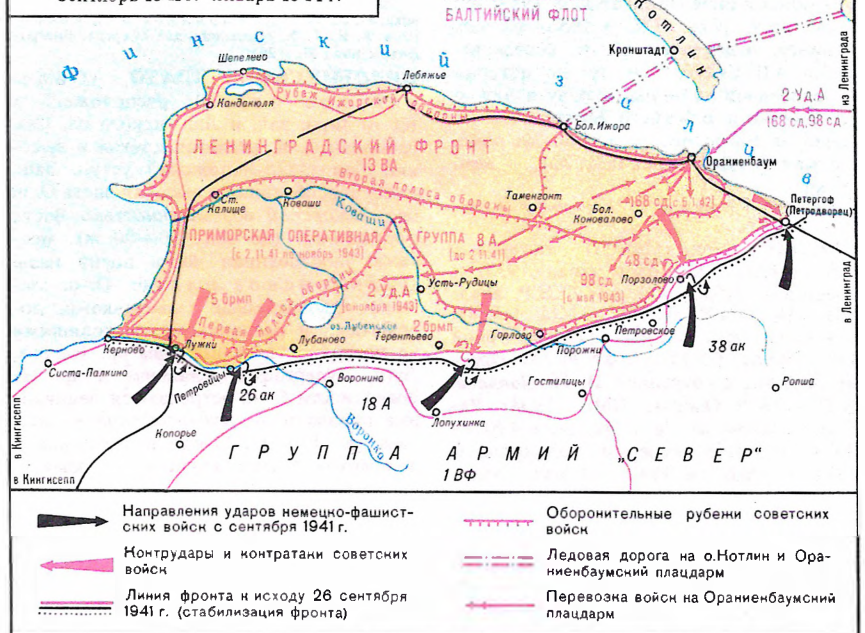 БАЛТИЙСКИЙ ФЛОТ
Котлин
Кронштадт
из Ленинграда
Финский зал
ц
в
Шепелево
Кандакюля
Лебяжье
Рубеж Ижорской обороны
Бол. Ижора
2 Уд.А
168 сд, 98 сд
Ораниенбаум
ЛЕНИНГРАДСКИЙ ФРОНТ
13 ВА
Вторая полоса обороны
Петергоф
(Петродворец)
Ст.
Калище
Коваши
Коваши
Таменгонт
Бол.
Коновалово
168 сд (с 5.1.42)
ПРИМОРСКАЯ ОПЕРАТИВНАЯ ГРУППА 8 А
(с 2.11.41 по ноябрь 1943)
(до 2.11.41)
48 сд
98 сд
(с мая 1943)
Порзолово
5 брмп
Первая полоса обороны
2 Уд.А
(с ноября 1943)
Усть-Рудицы
в Ленинград
оз. Лубенское
2 брмп
Керново
Лужки
Лубаново
Терентьево
Горлово
Петровское
Порожки
38 ак
Систа-Палкино
Петровицы
26 ак
Воронино
18 А
Гостилицы
Ропша
Лопухинка
Копорье
Воронка
в Кингисепп
в Кингисепп
ГРУППА АРМИЙ „СЕВЕР“
1 ВФ
Направления ударов немецко-фашист-
ских войск с сентября 1941 г.
Контрудары и контратаки советских
войск
Линия фронта к исходу 26 сентября
1941 г. (стабилизация фронта)
Оборонительные рубежи советских
войск
Ледовая дорога на о.Котлин и Ора-
ниенбаумский плацдарм
Перевозка войск на Ораниенбаумский
плацдарм